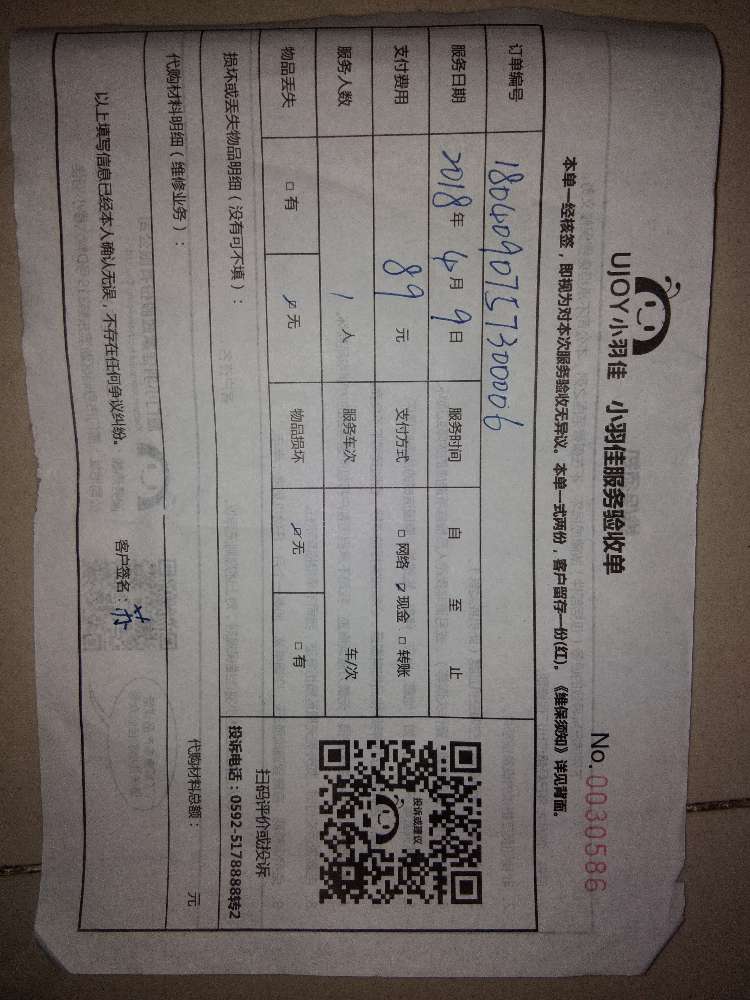 UJOY小羽佳 小羽佳服务验收单 No.0030586
本单一经核签，即视为对本次服务验收无异议。本单一式两份，客户留存一份(红)。《维保须知》详见背面。
订单编号 180409075730006
服务日期 2018年4月9日 服务时间 自 至 止
支付费用 89元 支付方式 □网络 ☑现金 □转账
服务人数 1人 服务车次 车/次
物品丢失 □有 ☑无 物品损坏 ☑无 □有
投诉或建议
扫码评价或投诉
损坏或丢失物品明细（没有可不填）： 投诉电话：0592-5178888转2
代购材料明细（维修业务）： 代购材料总额： 元
以上填写信息已经本人确认无误，不存在任何争议纠纷。 客户签名：